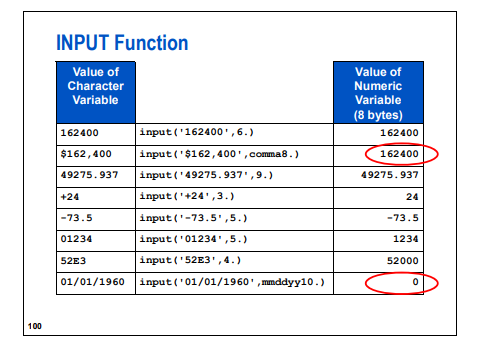 INPUT Function
Value of
Character
Variable
Value of
Numeric
Variable
(8 bytes)
162400 input('162400',6.) 162400
$162,400 input('$162,400',comma8.) 162400
49275.937 input('49275.937',9.) 49275.937
+24 input('+24',3.) 24
-73.5 input('-73.5',5.) -73.5
01234 input('01234',5.) 1234
52E3 input('52E3',4.) 52000
01/01/1960 input('01/01/1960',mmddyy10.) 0
100